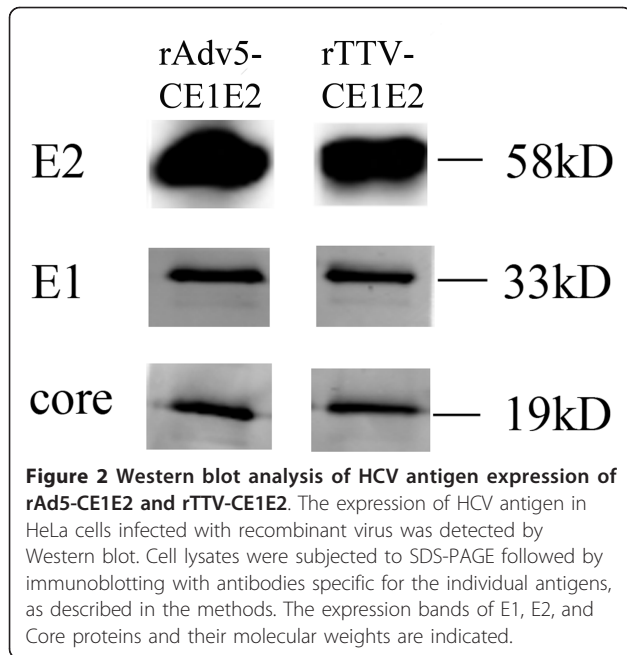 rAdv5- rTTV-
CE1E2 CE1E2
E2 58kD
E1 33kD
core 19kD
Figure 2 Western blot analysis of HCV antigen expression of
rAd5-CE1E2 and rTTV-CE1E2. The expression of HCV antigen in
HeLa cells infected with recombinant virus was detected by
Western blot. Cell lysates were subjected to SDS-PAGE followed by
immunoblotting with antibodies specific for the individual antigens,
as described in the methods. The expression bands of E1, E2, and
Core proteins and their molecular weights are indicated.